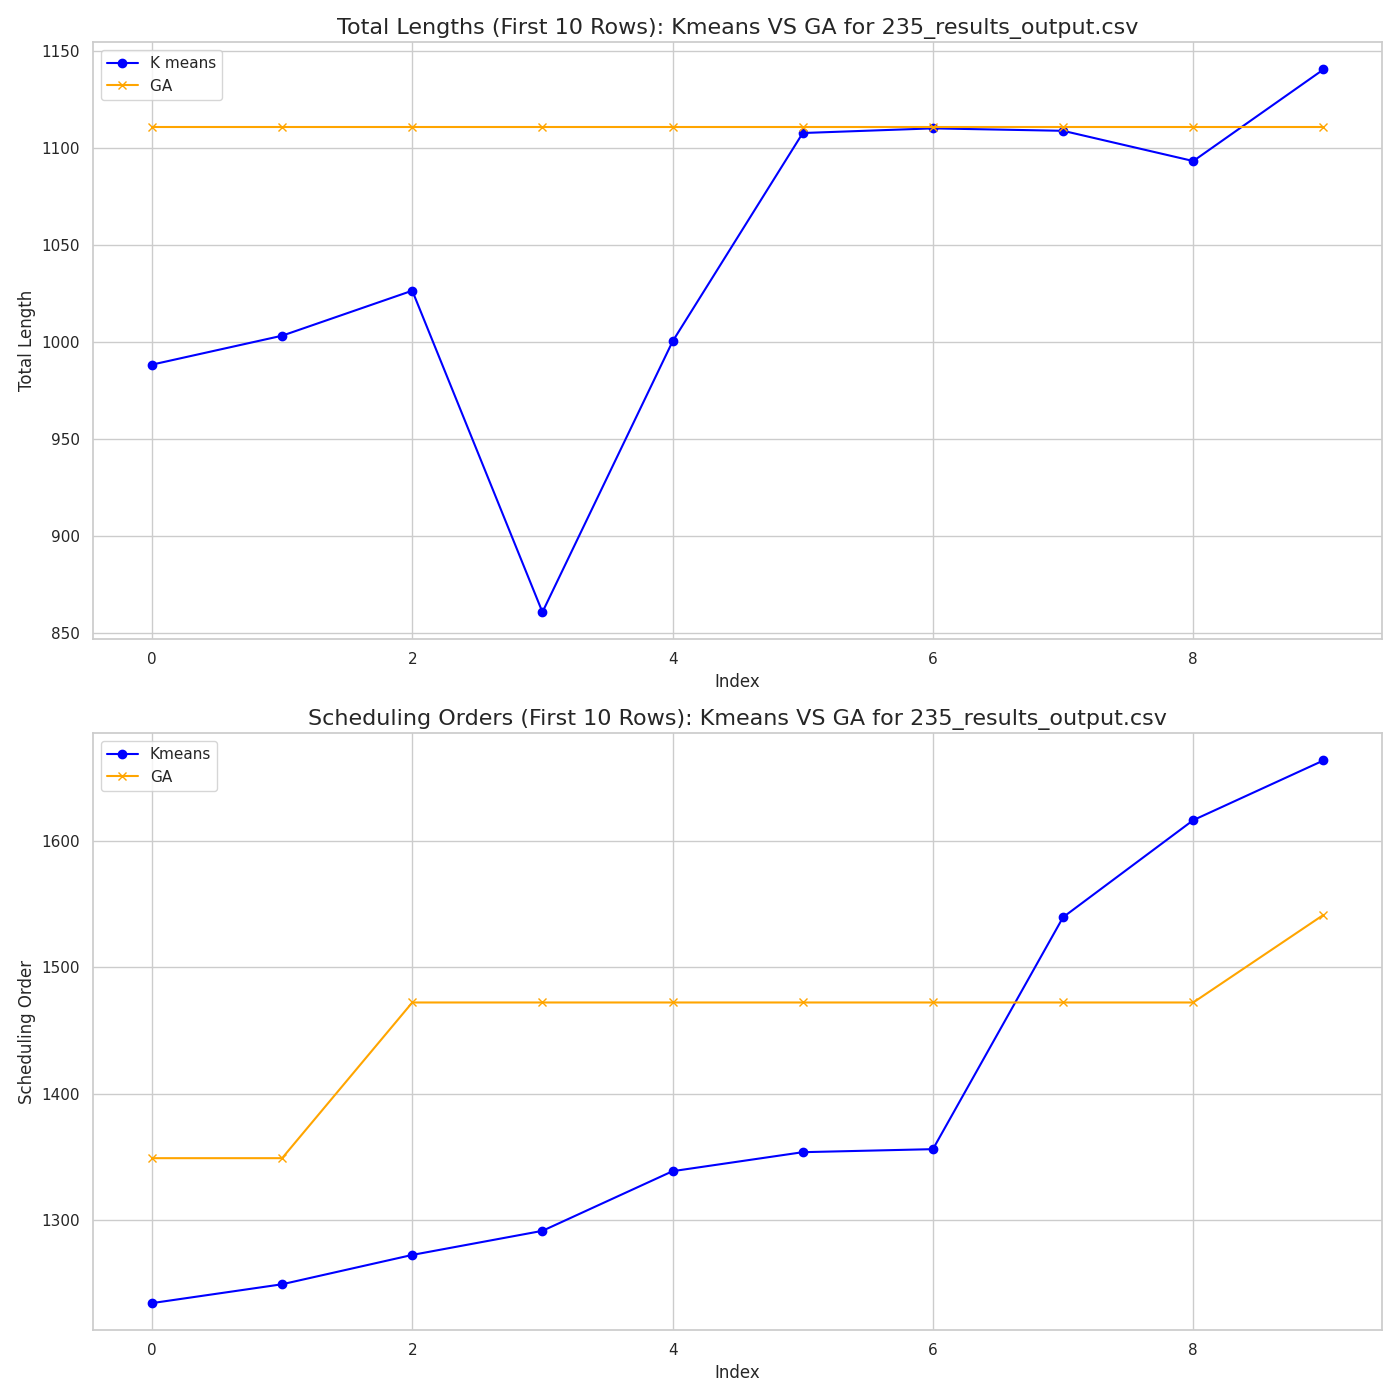 Total Lengths (First 10 Rows): Kmeans VS GA for 235_results_output.csv
K means
GA
1150
1100
1050
1000
950
900
850
Total Length
0 2 4 6 8
Index
Scheduling Orders (First 10 Rows): Kmeans VS GA for 235_results_output.csv
Kmeans
GA
1600
1500
1400
1300
Scheduling Order
0 2 4 6 8
Index